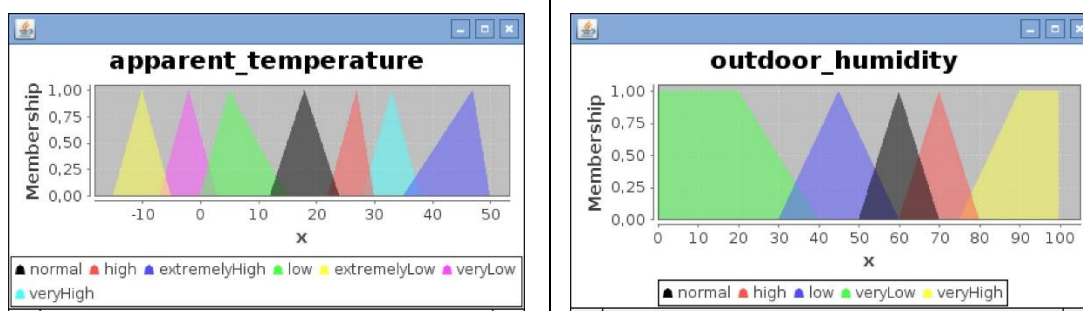 apparent_temperature
Membership
1,00
0,75
0,50
0,25
0,00
-10 0 10 20 30 40 50
x
normal high extremelyHigh low extremelyLow veryLow
veryHigh
outdoor_humidity
Membership
1,00
0,75
0,50
0,25
0,00
0 10 20 30 40 50 60 70 80 90 100
x
normal high low veryLow veryHigh